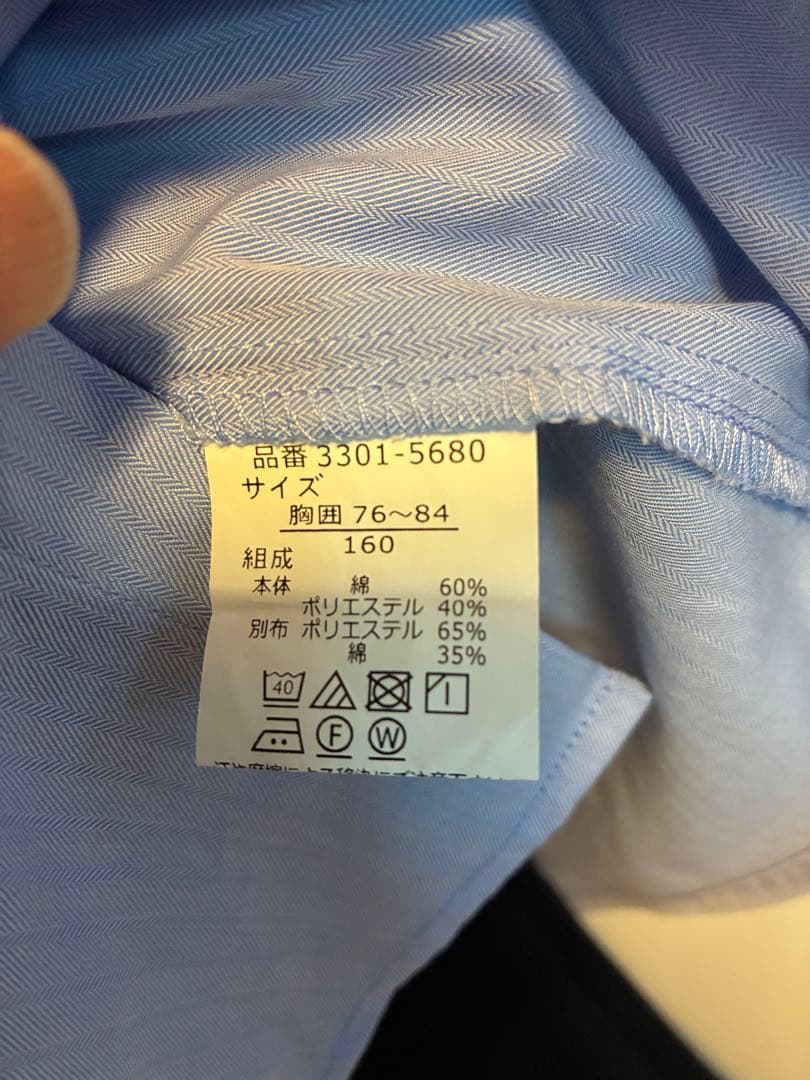 品番 3301-5680
サイズ
胸囲 76～84
160
組成
本体 綿 60%
ポリエステル 40%
別布 ポリエステル 65%
綿 35%
40
F W